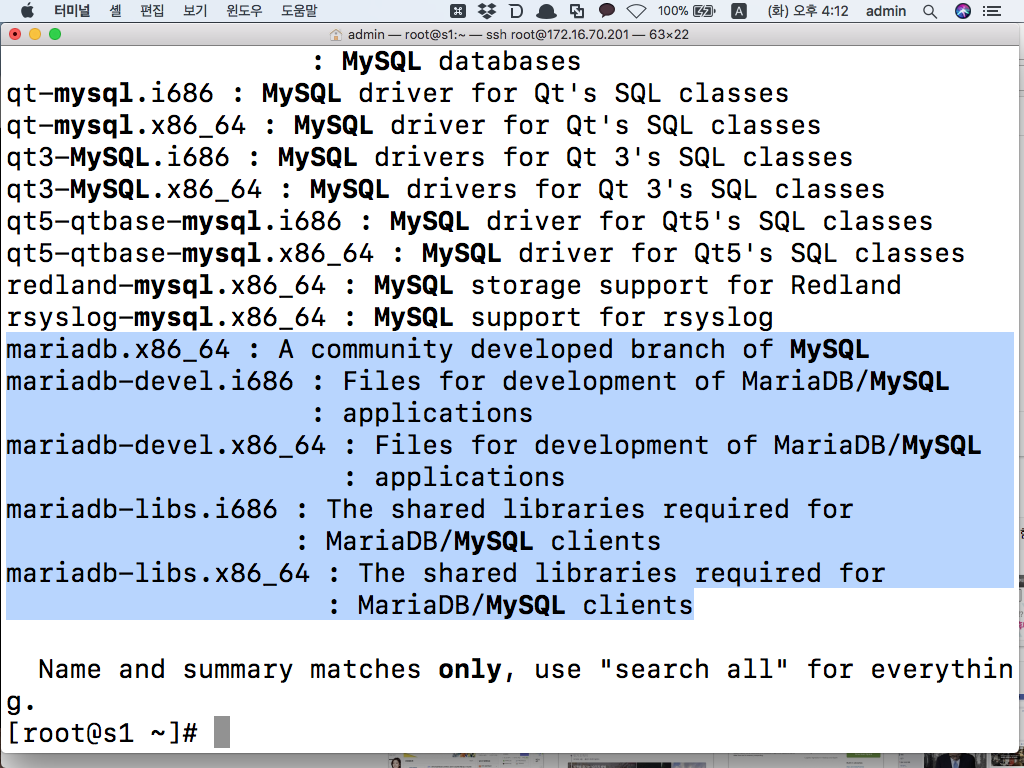 터미널 셸 편집 보기 윈도우 도움말 100% A (화) 오후 4:12 admin
admin — root@s1:~ — ssh root@172.16.70.201 — 63×22
: MySQL databases
qt-mysql.i686 : MySQL driver for Qt's SQL classes
qt-mysql.x86_64 : MySQL driver for Qt's SQL classes
qt3-MySQL.i686 : MySQL drivers for Qt 3's SQL classes
qt3-MySQL.x86_64 : MySQL drivers for Qt 3's SQL classes
qt5-qtbase-mysql.i686 : MySQL driver for Qt5's SQL classes
qt5-qtbase-mysql.x86_64 : MySQL driver for Qt5's SQL classes
redland-mysql.x86_64 : MySQL storage support for Redland
rsyslog-mysql.x86_64 : MySQL support for rsyslog
mariadb.x86_64 : A community developed branch of MySQL
mariadb-devel.i686 : Files for development of MariaDB/MySQL
: applications
mariadb-devel.x86_64 : Files for development of MariaDB/MySQL
: applications
mariadb-libs.i686 : The shared libraries required for
: MariaDB/MySQL clients
mariadb-libs.x86_64 : The shared libraries required for
: MariaDB/MySQL clients
Name and summary matches only, use "search all" for everythin
g.
[root@s1 ~]#